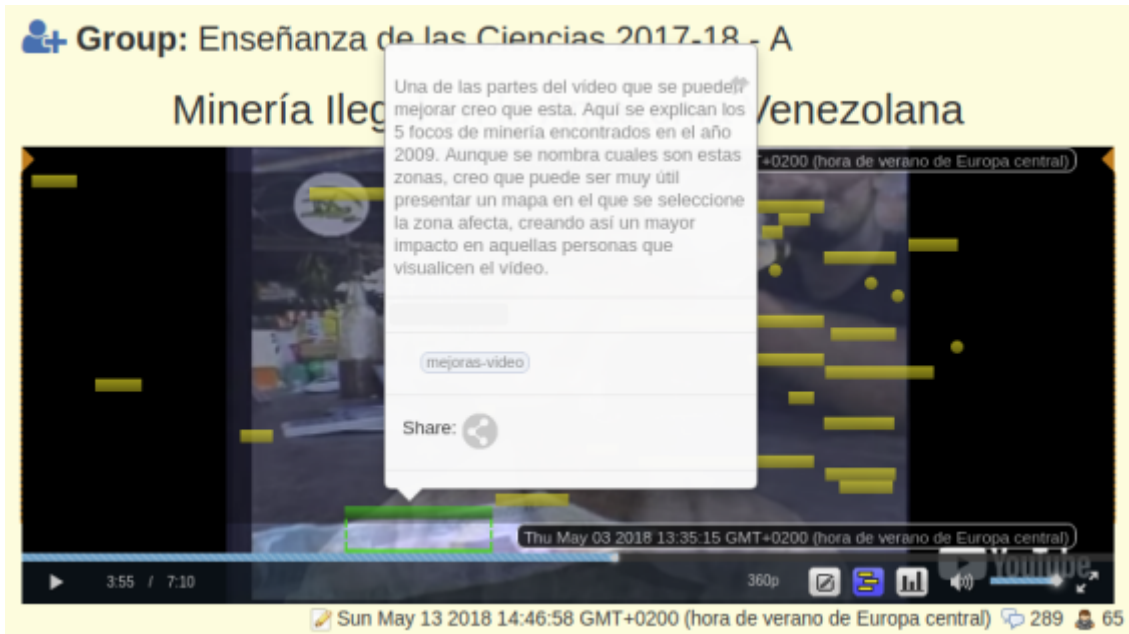 Group: Enseñanza de las Ciencias 2017-18 - A
Minería Ileg Venezolana
Una de las partes del vídeo que se pueden
mejorar creo que esta. Aquí se explican los
5 focos de minería encontrados en el año
2009. Aunque se nombra cuales son estas
zonas, creo que puede ser muy útil
presentar un mapa en el que se seleccione
la zona afecta, creando así un mayor
impacto en aquellas personas que
visualicen el vídeo.
+0200 (hora de verano de Europa central)
mejoras-video
Share:
Thu May 03 2018 13:35:15 GMT+0200 (hora de verano de Europa central)
YouTube
3:55 / 7:10
360p
Sun May 13 2018 14:46:58 GMT+0200 (hora de verano de Europa central) 289 65